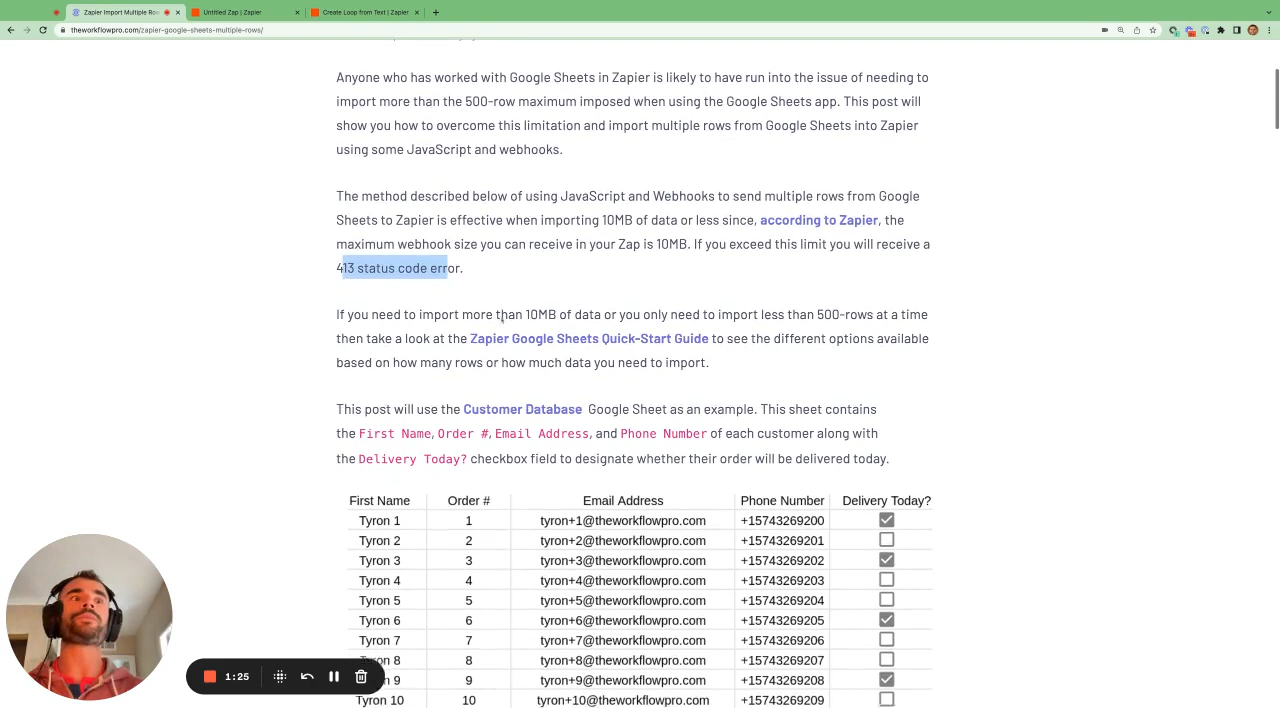 Zapier Import Multiple Row
Untitled Zap | Zapier
Create Loop from Text | Zapier
theworkflowpro.com/zapier-google-sheets-multiple-rows/
Anyone who has worked with Google Sheets in Zapier is likely to have run into the issue of needing to
import more than the 500-row maximum imposed when using the Google Sheets app. This post will
show you how to overcome this limitation and import multiple rows from Google Sheets into Zapier
using some JavaScript and webhooks.
The method described below of using JavaScript and Webhooks to send multiple rows from Google
Sheets to Zapier is effective when importing 10MB of data or less since, according to Zapier, the
maximum webhook size you can receive in your Zap is 10MB. If you exceed this limit you will receive a
413 status code error.
If you need to import more than 10MB of data or you only need to import less than 500-rows at a time
then take a look at the Zapier Google Sheets Quick-Start Guide to see the different options available
based on how many rows or how much data you need to import.
This post will use the Customer Database Google Sheet as an example. This sheet contains
the First Name, Order #, Email Address, and Phone Number of each customer along with
the Delivery Today? checkbox field to designate whether their order will be delivered today.
First Name Order # Email Address Phone Number Delivery Today?
Tyron 1 1 tyron+1@theworkflowpro.com +15743269200
Tyron 2 2 tyron+2@theworkflowpro.com +15743269201
Tyron 3 3 tyron+3@theworkflowpro.com +15743269202
Tyron 4 4 tyron+4@theworkflowpro.com +15743269203
Tyron 5 5 tyron+5@theworkflowpro.com +15743269204
Tyron 6 6 tyron+6@theworkflowpro.com +15743269205
Tyron 7 7 tyron+7@theworkflowpro.com +15743269206
8 8 tyron+8@theworkflowpro.com +15743269207
9 9 tyron+9@theworkflowpro.com +15743269208
Tyron 10 10 tyron+10@theworkflowpro.com +15743269209
1:25